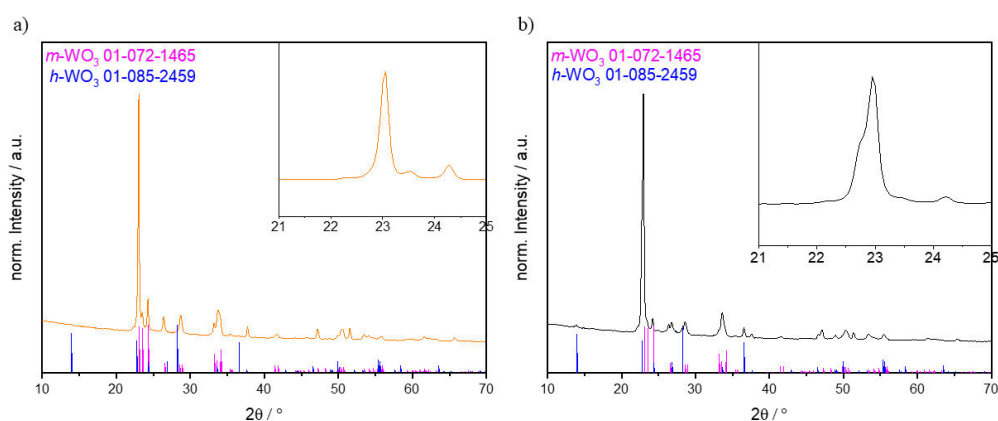 a)
m-WO₃ 01-072-1465
h-WO₃ 01-085-2459
norm. Intensity / a.u.
21 22 23 24 25
10 20 30 40 50 60 70
2θ / °
b)
m-WO₃ 01-072-1465
h-WO₃ 01-085-2459
norm. Intensity / a.u.
21 22 23 24 25
10 20 30 40 50 60 70
2θ / °